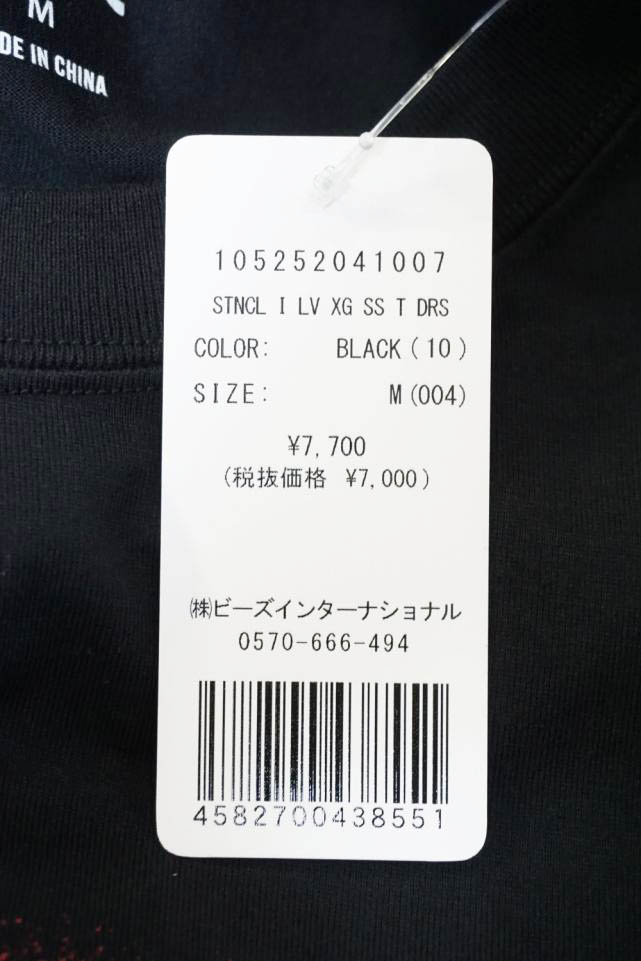 M
DE IN CHINA
105252041007
STNCL I LV XG SS T DRS
COLOR: BLACK(10)
SIZE: M(004)
¥7,700
(税抜価格 ¥7,000)
㈱ビーズインターナショナル
0570-666-494
4582700438551